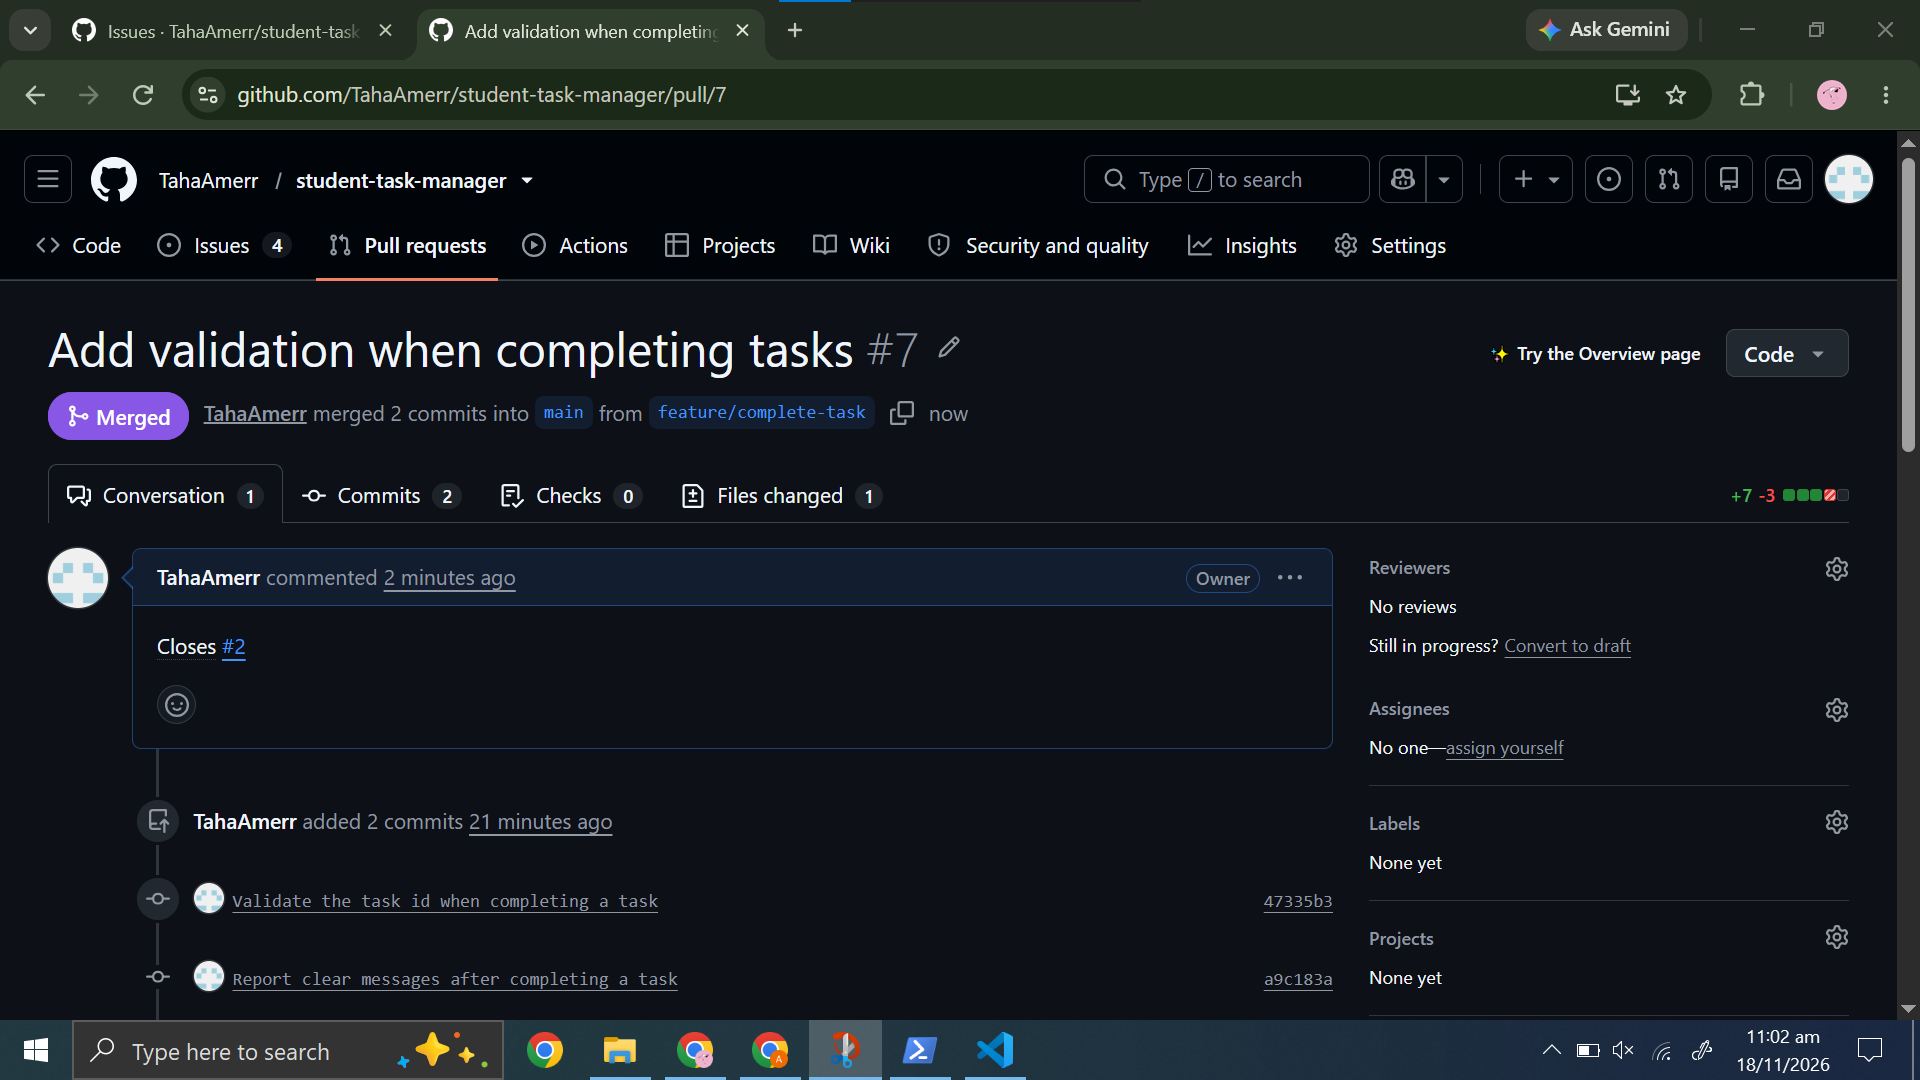 Issues · TahaAmerr/student-task
Add validation when completing
Ask Gemini
github.com/TahaAmerr/student-task-manager/pull/7
TahaAmerr / student-task-manager
Type / to search
Code
Issues 4
Pull requests
Actions
Projects
Wiki
Security and quality
Insights
Settings
Add validation when completing tasks #7
Try the Overview page
Code
Merged
TahaAmerr merged 2 commits into main from feature/complete-task now
Conversation 1
Commits 2
Checks 0
Files changed 1
+7 -3
TahaAmerr commented 2 minutes ago
Owner
Closes #2
TahaAmerr added 2 commits 21 minutes ago
Validate the task id when completing a task
47335b3
Report clear messages after completing a task
a9c183a
Reviewers
No reviews
Still in progress? Convert to draft
Assignees
No one—assign yourself
Labels
None yet
Projects
None yet
Type here to search
A
11:02 am
18/11/2026